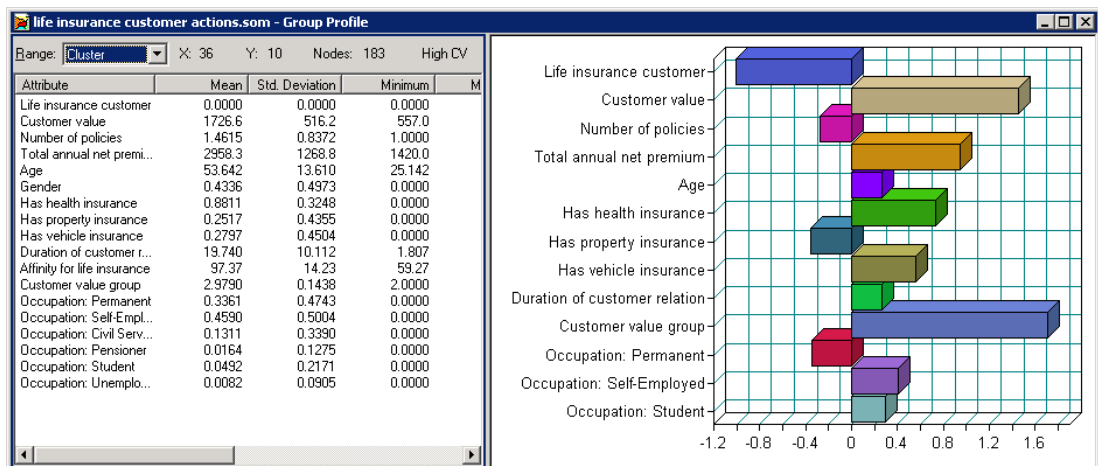 life insurance customer actions.som - Group Profile
Range: Cluster X: 36 Y: 10 Nodes: 183 High CV
Attribute Mean Std. Deviation Minimum M
Life insurance customer 0.0000 0.0000 0.0000
Customer value 1726.6 516.2 557.0
Number of policies 1.4615 0.8372 1.0000
Total annual net premi... 2958.3 1268.8 1420.0
Age 53.642 13.610 25.142
Gender 0.4336 0.4973 0.0000
Has health insurance 0.8811 0.3248 0.0000
Has property insurance 0.2517 0.4355 0.0000
Has vehicle insurance 0.2797 0.4504 0.0000
Duration of customer r... 19.740 10.112 1.807
Affinity for life insurance 97.37 14.23 59.27
Customer value group 2.9790 0.1438 2.0000
Occupation: Permanent 0.3361 0.4743 0.0000
Occupation: Self-Empl... 0.4590 0.5004 0.0000
Occupation: Civil Serv... 0.1311 0.3390 0.0000
Occupation: Pensioner 0.0164 0.1275 0.0000
Occupation: Student 0.0492 0.2171 0.0000
Occupation: Unemplo... 0.0082 0.0905 0.0000
Life insurance customer
Customer value
Number of policies
Total annual net premium
Age
Has health insurance
Has property insurance
Has vehicle insurance
Duration of customer relation
Customer value group
Occupation: Permanent
Occupation: Self-Employed
Occupation: Student
-1.2 -0.8 -0.4 0 0.4 0.8 1.2 1.6